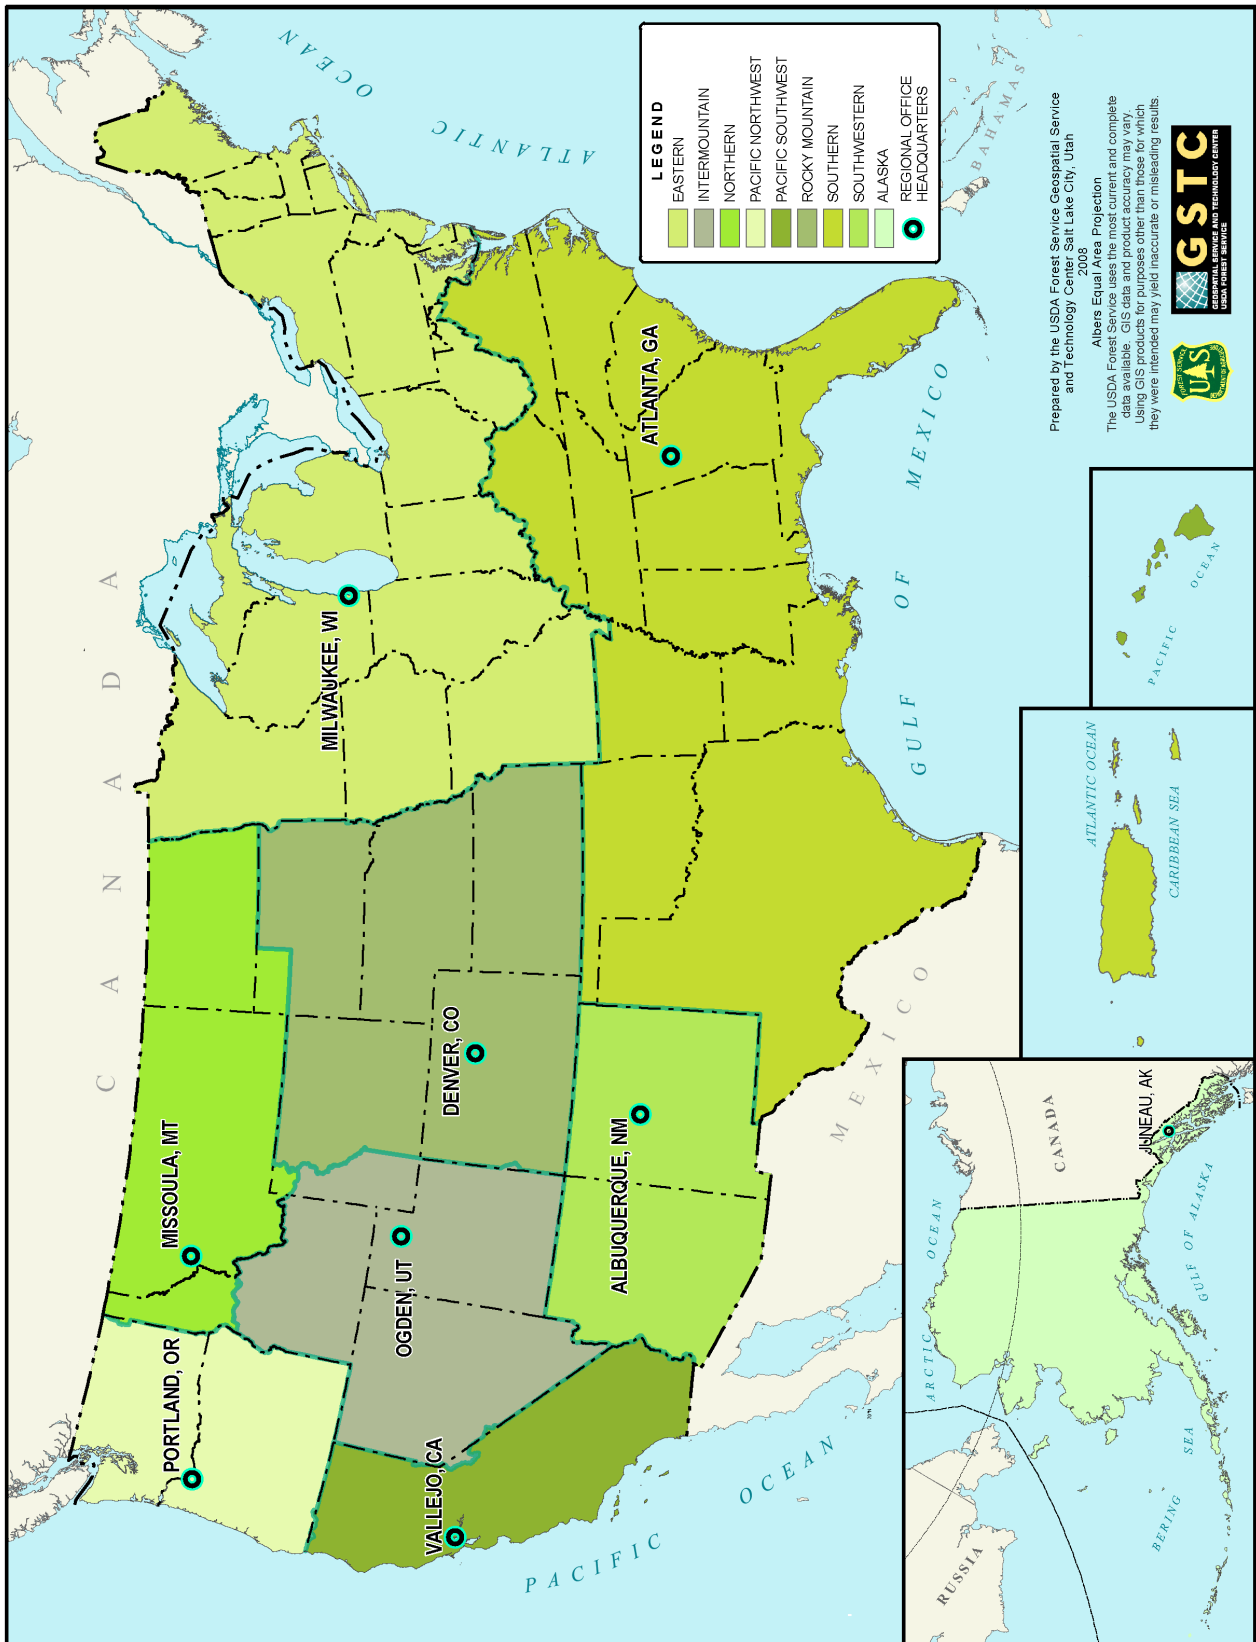 CANADA
ATLANTIC
OCEAN
PORTLAND, OR
MISSOULA, MT
MILWAUKEE, WI
VALLEJO, CA
OGDEN, UT
DENVER, CO
ALBUQUERQUE, NM
ATLANTA, GA
PACIFIC
OCEAN
MEXICO
GULF OF
MEXICO
BAHAMAS
LEGEND
EASTERN
INTERMOUNTAIN
NORTHERN
PACIFIC NORTHWEST
PACIFIC SOUTHWEST
ROCKY MOUNTAIN
SOUTHERN
SOUTHWESTERN
ALASKA
REGIONAL OFFICE
HEADQUARTERS
ARCTIC OCEAN
RUSSIA
CANADA
JUNEAU, AK
BERING SEA
GULF OF ALASKA
ATLANTIC OCEAN
CARIBBEAN SEA
PACIFIC
OCEAN
Prepared by the USDA Forest Service Geospatial Service
and Technology Center Salt Lake City, Utah
2008
Albers Equal Area Projection
The USDA Forest Service uses the most current and complete
data available. GIS data and product accuracy may vary.
Using GIS products for purposes other than those for which
they were intended may yield inaccurate or misleading results.
FOREST SERVICE
UAS
GSTC
GEOSPATIAL SERVICE AND TECHNOLOGY CENTER
USDA FOREST SERVICE